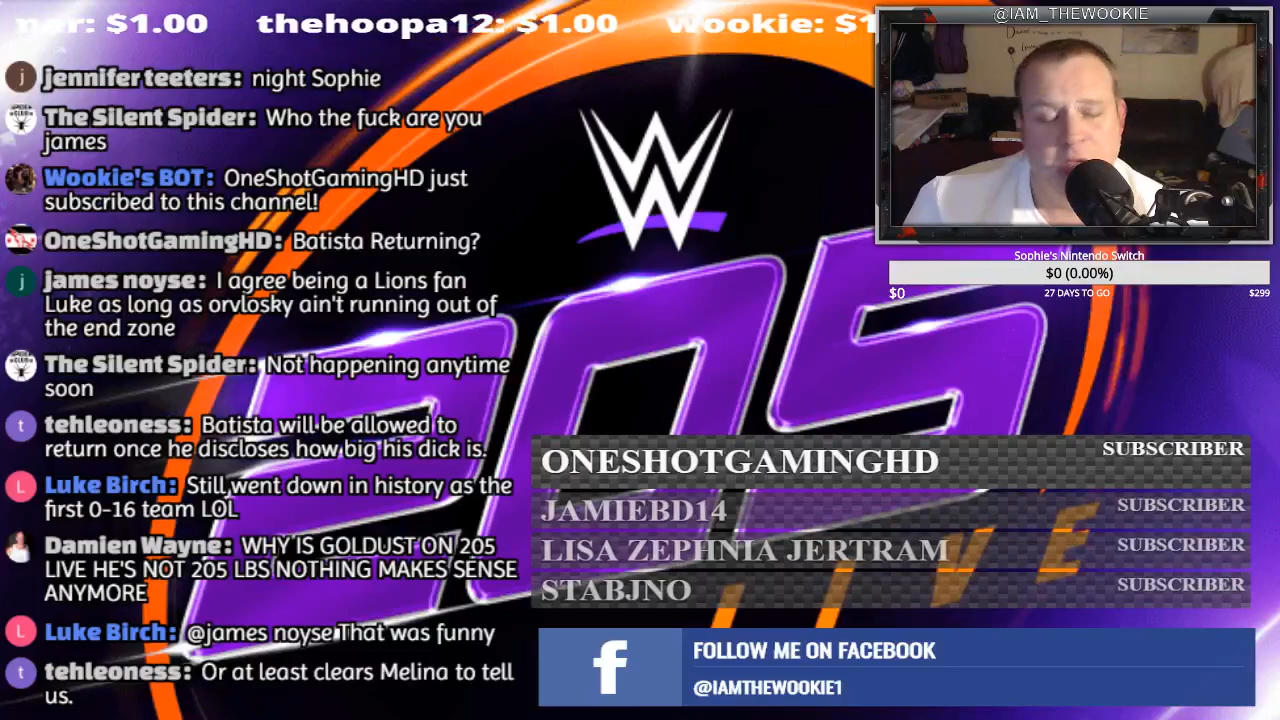 ner: $1.00 thehoopa12: $1.00 wookie: $1
@IAM_THEWOOKIE
jennifer teeters: night Sophie
The Silent Spider: Who the fuck are you
james
Wookie's BOT: OneShotGamingHD just
subscribed to this channel!
OneShotGamingHD: Batista Returning?
james noyse: I agree being a Lions fan
Luke as long as orvlosky ain't running out of
the end zone
The Silent Spider: Not happening anytime
soon
tehleoness: Batista will be allowed to
return once he discloses how big his dick is.
Luke Birch: Still went down in history as the
first 0-16 team LOL
Damien Wayne: WHY IS GOLDUST ON 205
LIVE HE'S NOT 205 LBS NOTHING MAKES SENSE
ANYMORE
Luke Birch: @james noyse That was funny
tehleoness: Or at least clears Melina to tell
us.
W
205
LIVE
Sophie's Nintendo Switch
$0 (0.00%)
$0 27 DAYS TO GO $299
ONESHOTGAMINGHD SUBSCRIBER
JAMIEBD14 SUBSCRIBER
LISA ZEPHNIA JERTRAM SUBSCRIBER
STABJNO SUBSCRIBER
f
FOLLOW ME ON FACEBOOK
@IAMTHEWOOKIE1